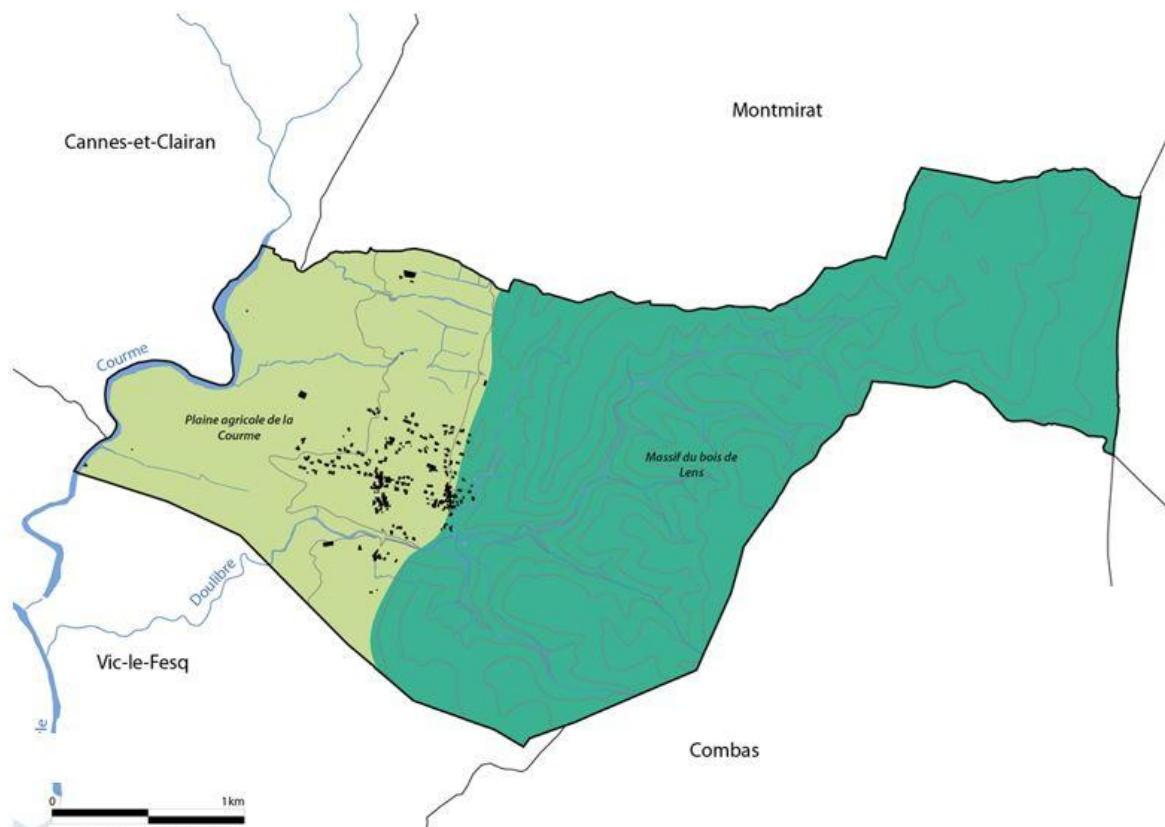 Montmirat
Cannes-et-Clairan
Courme
Plaine agricole de la
Courme
Massif du bois de
Lens
Doulibre
Vic-le-Fesq
Combas
0
1km